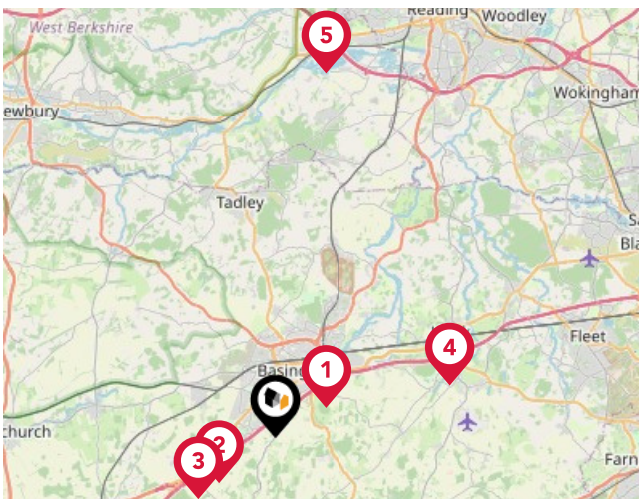 Reading
Woodley
West Berkshire
5
Wokingham
ewbury
Tadley
Sa
Bla
4
Fleet
1
Basing
church
2
3
Farn